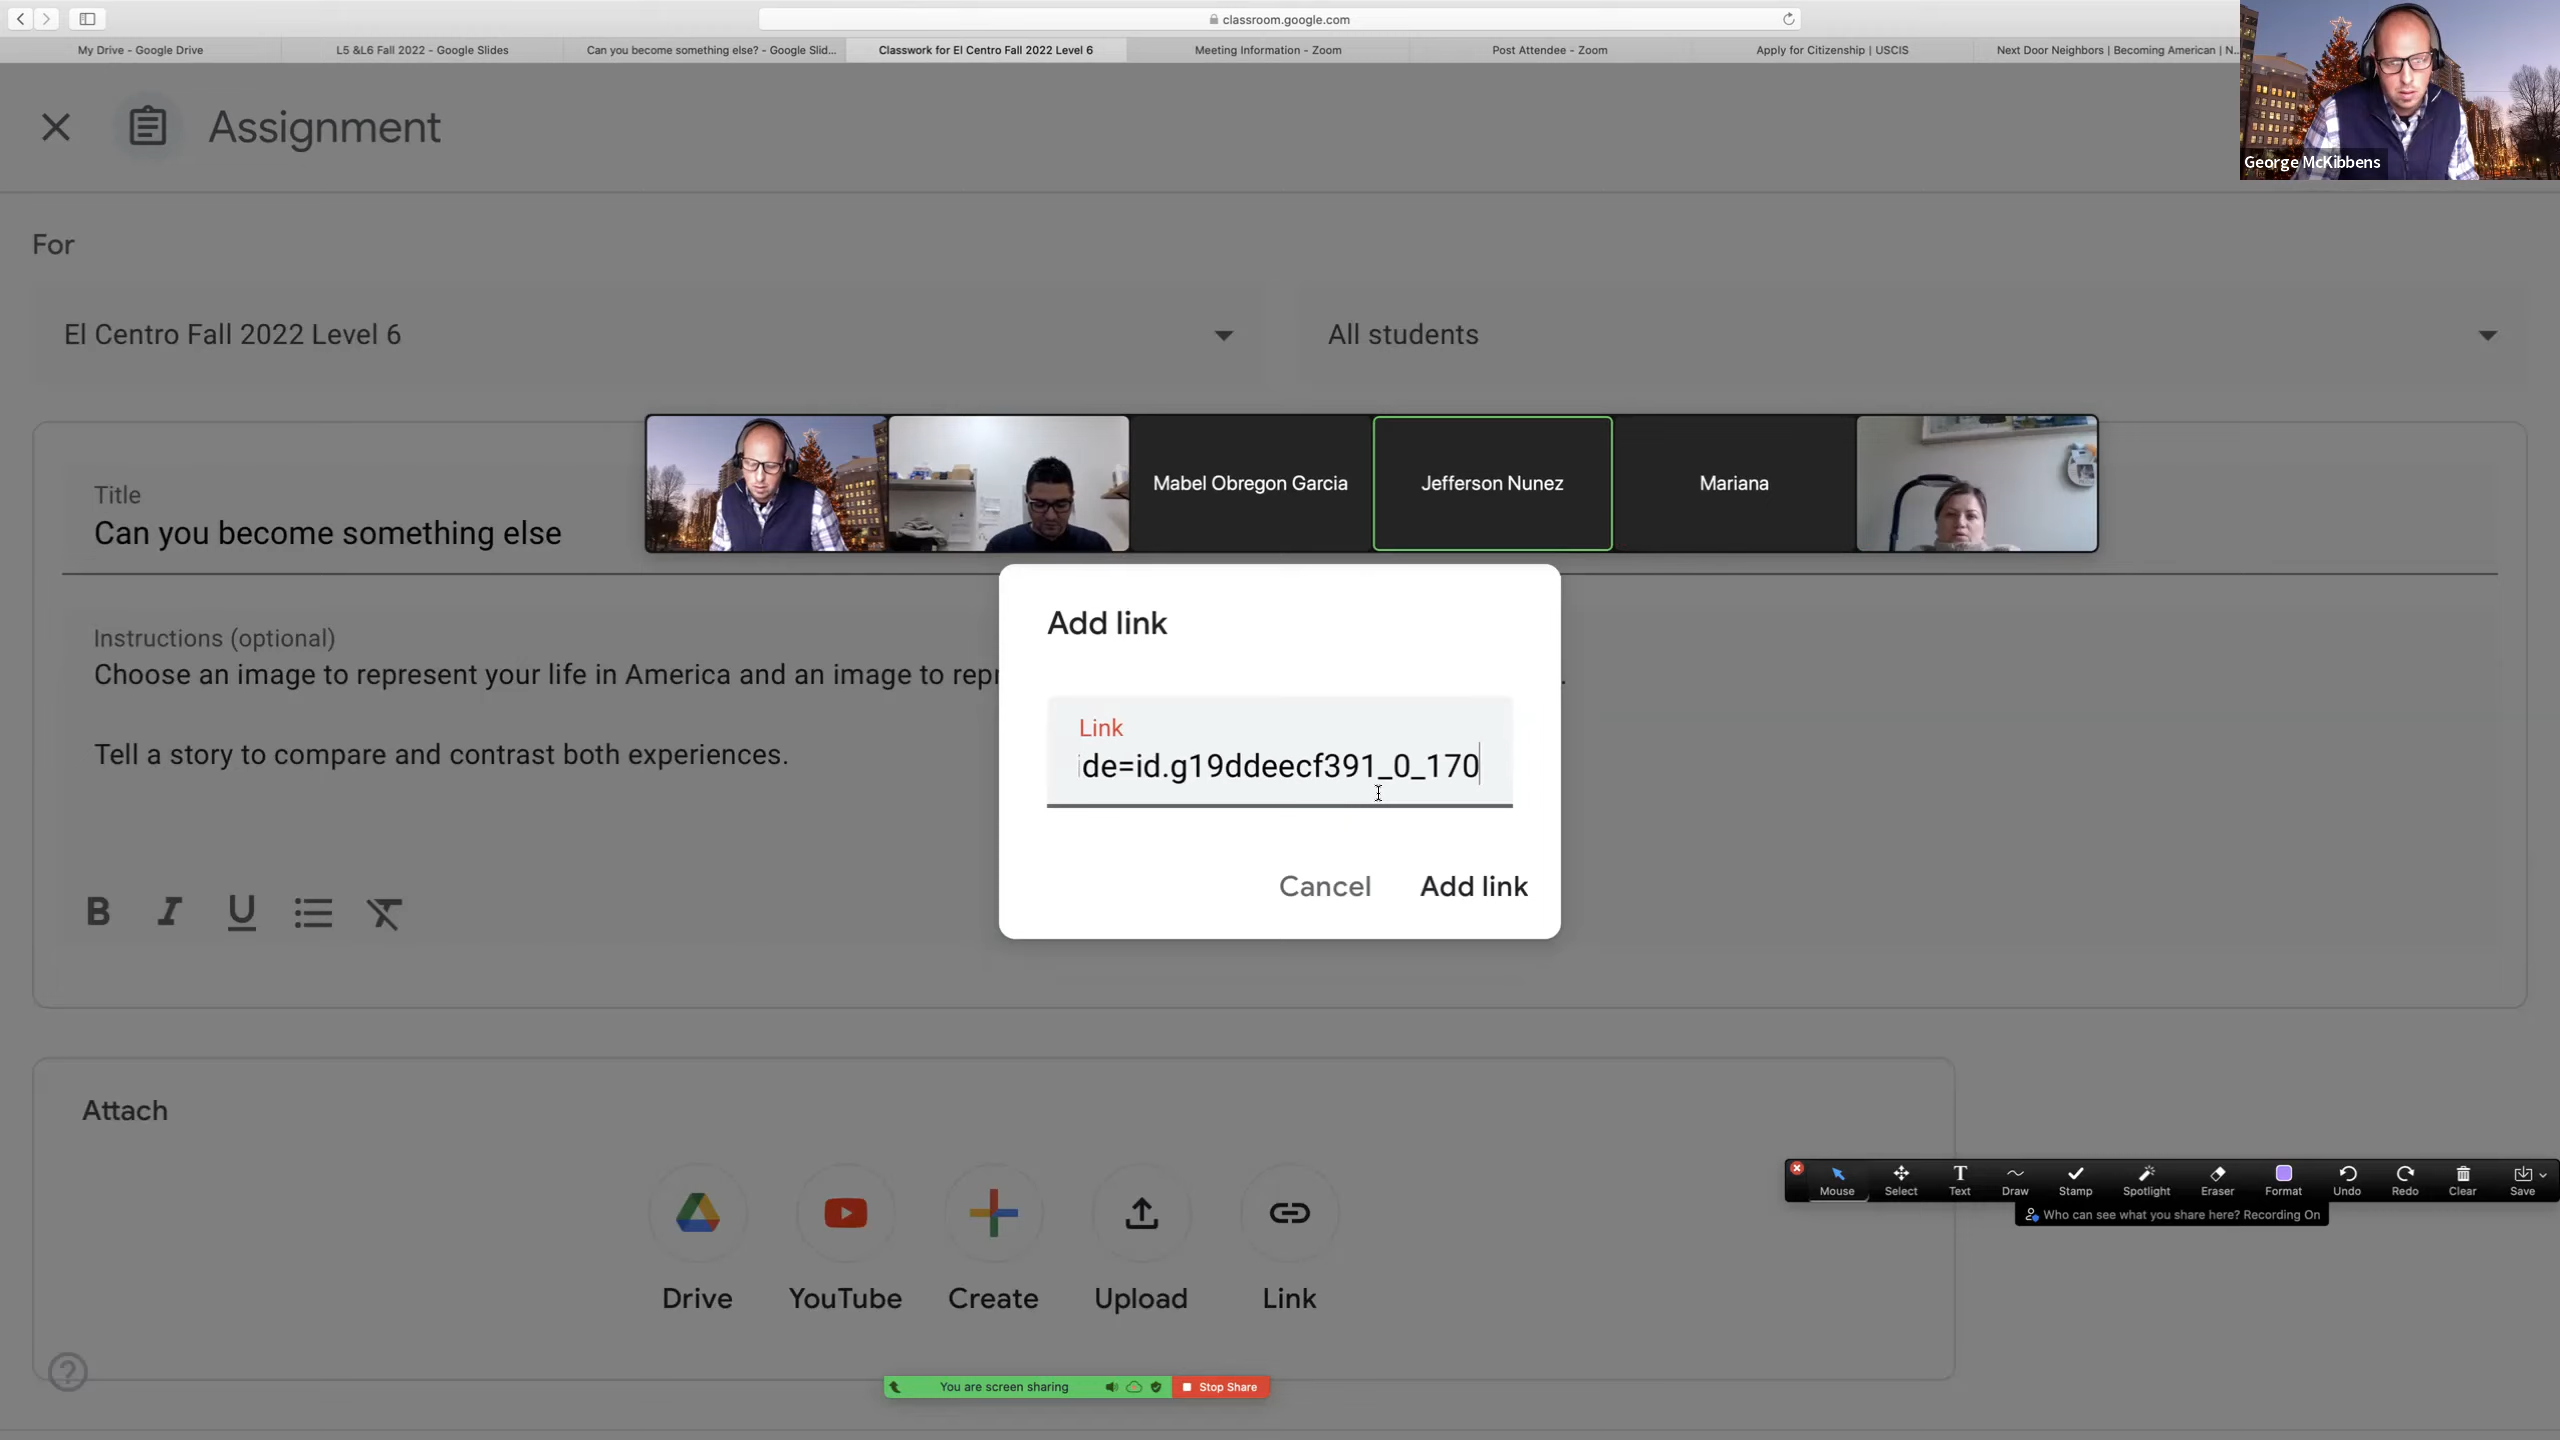 classroom.google.com
My Drive - Google Drive
L5 &L6 Fall 2022 - Google Slides
Can you become something else? - Google Slid...
Classwork for El Centro Fall 2022 Level 6
Meeting Information - Zoom
Post Attendee - Zoom
Apply for Citizenship | USCIS
Next Door Neighbors | Becoming American | N...
George McKibbens
Assignment
For
El Centro Fall 2022 Level 6
All students
Mabel Obregon Garcia
Jefferson Nunez
Mariana
Title
Can you become something else
Instructions (optional)
Choose an image to represent your life in America and an image to repr
.
Tell a story to compare and contrast both experiences.
Add link
Link
de=id.g19ddeecf391_0_170
Cancel
Add link
B I U
Attach
Drive
YouTube
Create
Upload
Link
Mouse
Select
Text
Draw
Stamp
Spotlight
Eraser
Format
Undo
Redo
Clear
Save
Who can see what you share here? Recording On
You are screen sharing
Stop Share